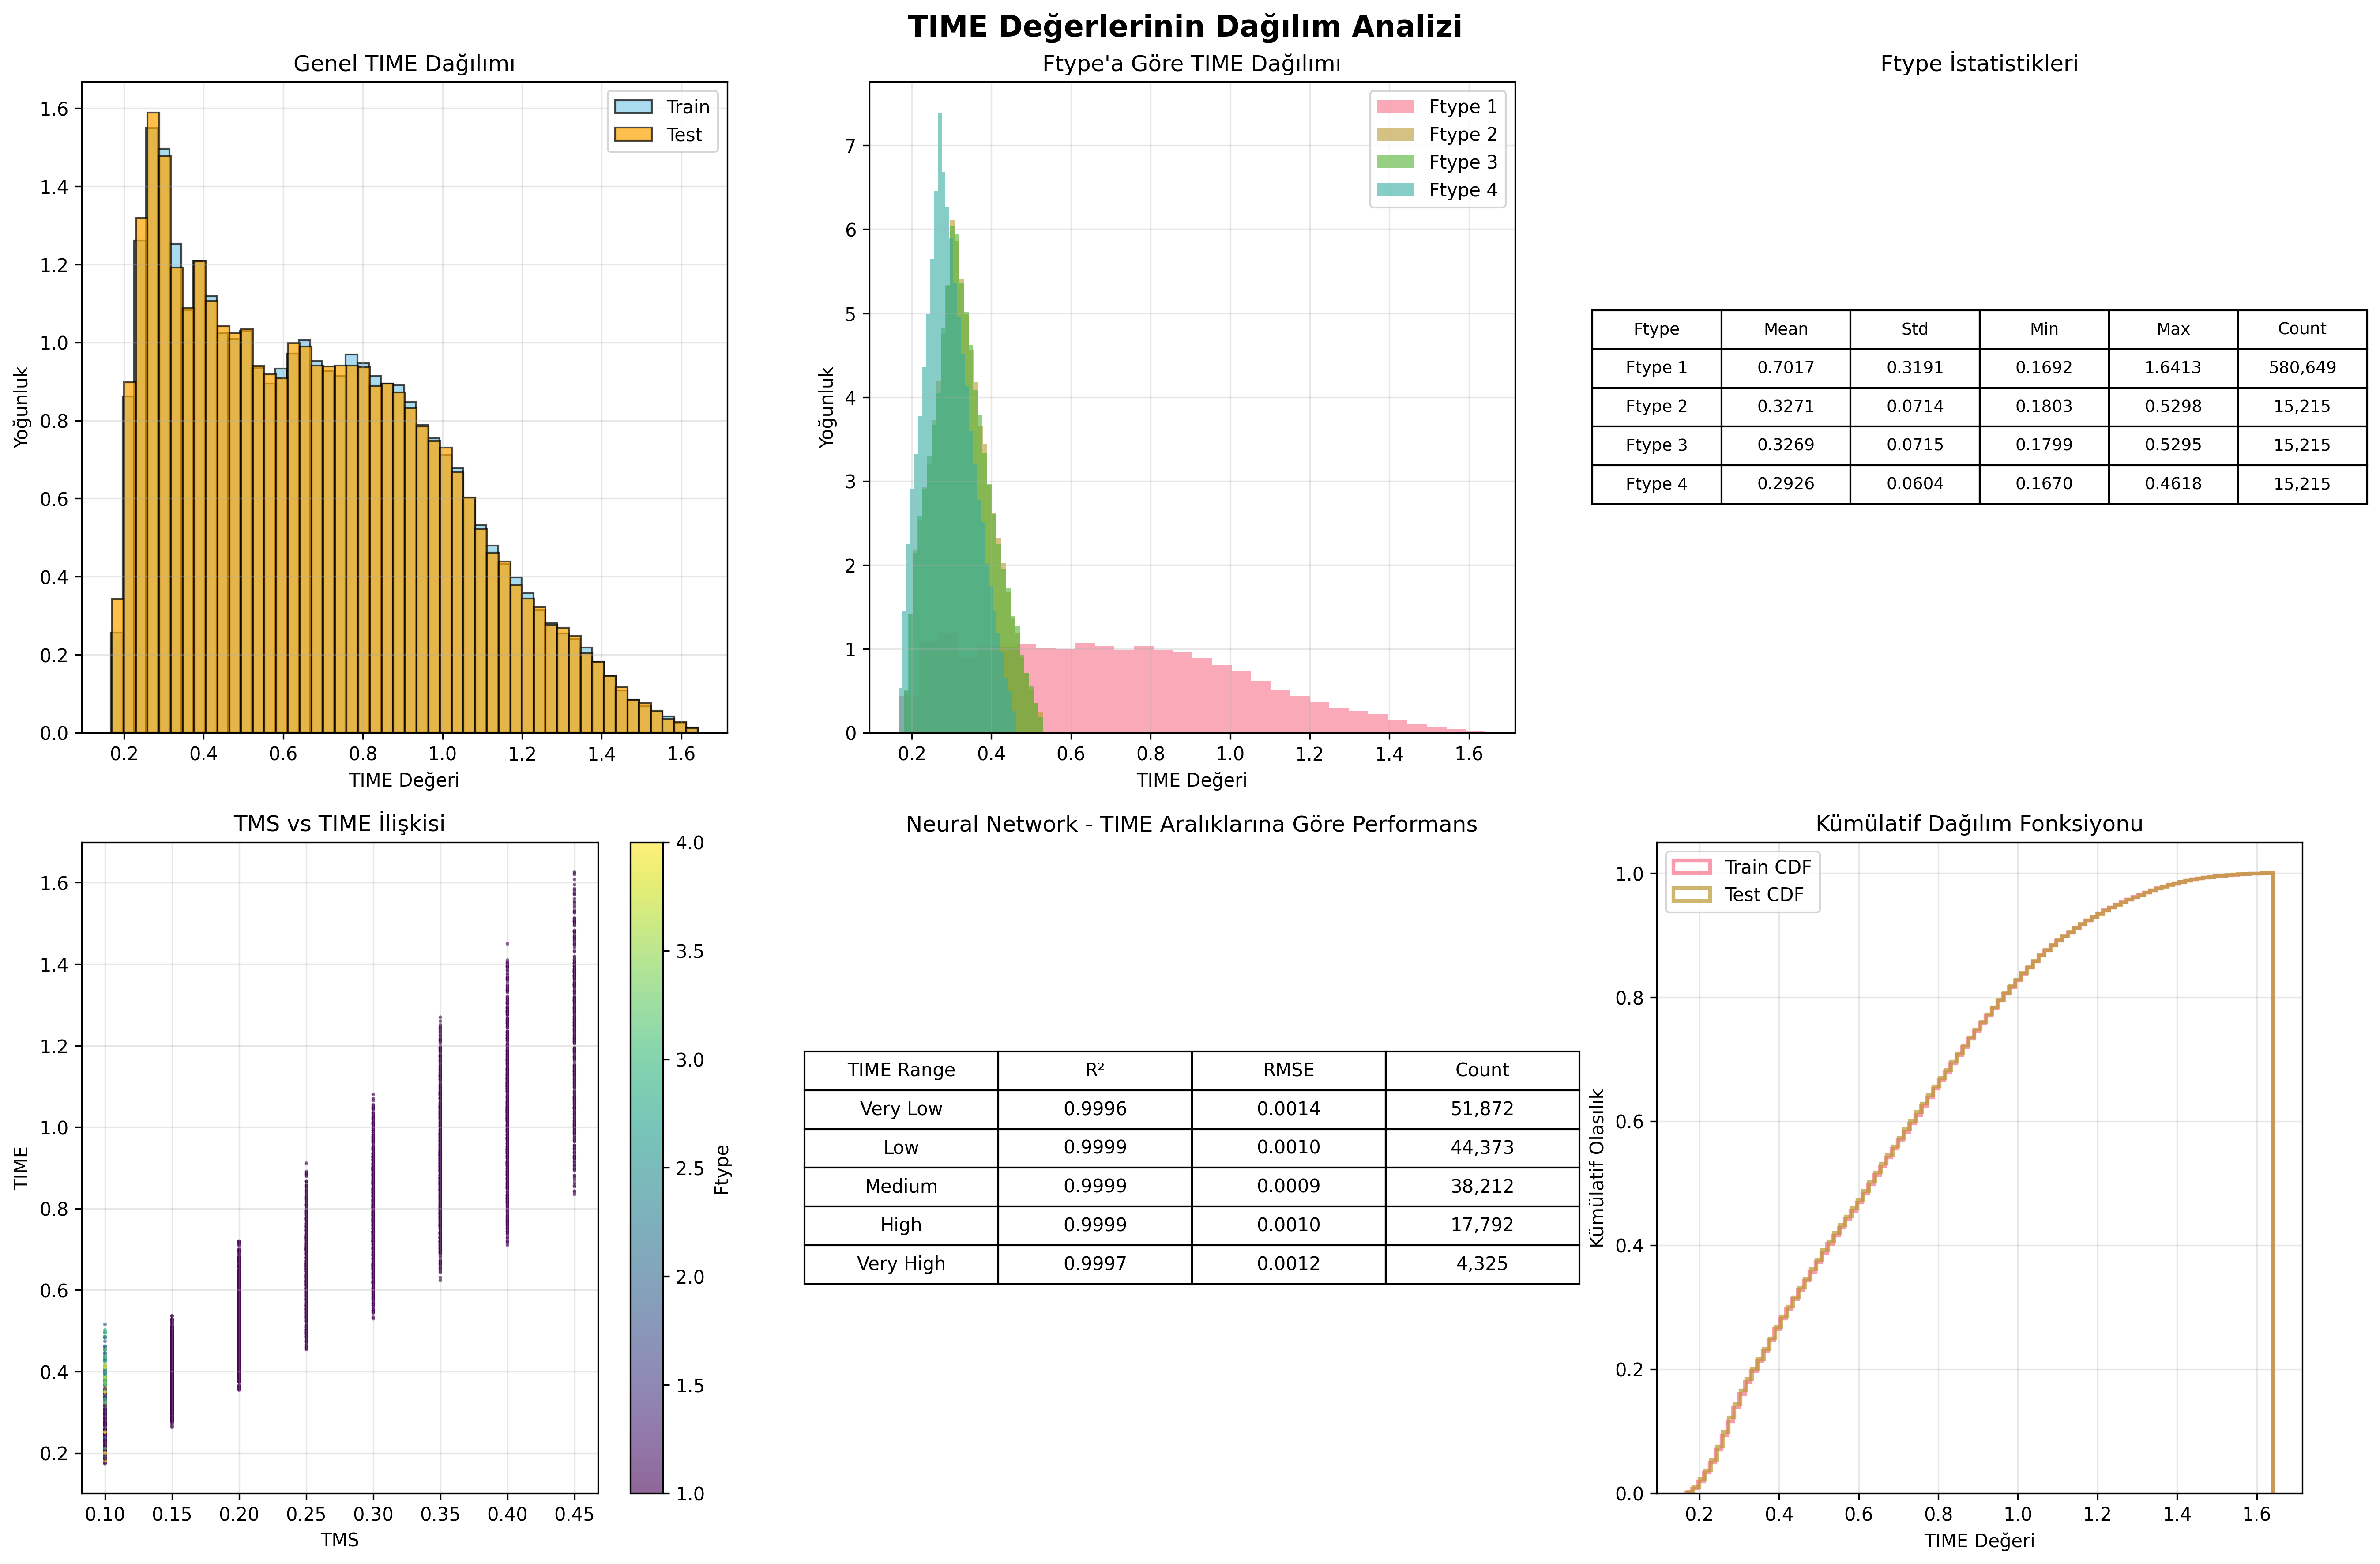 TIME Değerlerinin Dağılım Analizi
Genel TIME Dağılımı
1.6
1.4
1.2
1.0
0.8
0.6
0.4
0.2
0.0
Yoğunluk
Train
Test
0.2 0.4 0.6 0.8 1.0 1.2 1.4 1.6
TIME Değeri
Ftype'a Göre TIME Dağılımı
7
6
5
4
3
2
1
0
Yoğunluk
Ftype 1
Ftype 2
Ftype 3
Ftype 4
0.2 0.4 0.6 0.8 1.0 1.2 1.4 1.6
TIME Değeri
Ftype İstatistikleri
Ftype Mean Std Min Max Count
Ftype 1 0.7017 0.3191 0.1692 1.6413 580,649
Ftype 2 0.3271 0.0714 0.1803 0.5298 15,215
Ftype 3 0.3269 0.0715 0.1799 0.5295 15,215
Ftype 4 0.2926 0.0604 0.1670 0.4618 15,215
TMS vs TIME İlişkisi
1.6
1.4
1.2
1.0
0.8
0.6
0.4
0.2
TIME
0.10 0.15 0.20 0.25 0.30 0.35 0.40 0.45
TMS
4.0
3.5
3.0
2.5
2.0
1.5
1.0
Ftype
Neural Network - TIME Aralıklarına Göre Performans
TIME Range R² RMSE Count
Very Low 0.9996 0.0014 51,872
Low 0.9999 0.0010 44,373
Medium 0.9999 0.0009 38,212
High 0.9999 0.0010 17,792
Very High 0.9997 0.0012 4,325
Kümülatif Dağılım Fonksiyonu
1.0
0.8
0.6
0.4
0.2
0.0
Kümülatif Olasılık
Train CDF
Test CDF
0.2 0.4 0.6 0.8 1.0 1.2 1.4 1.6
TIME Değeri